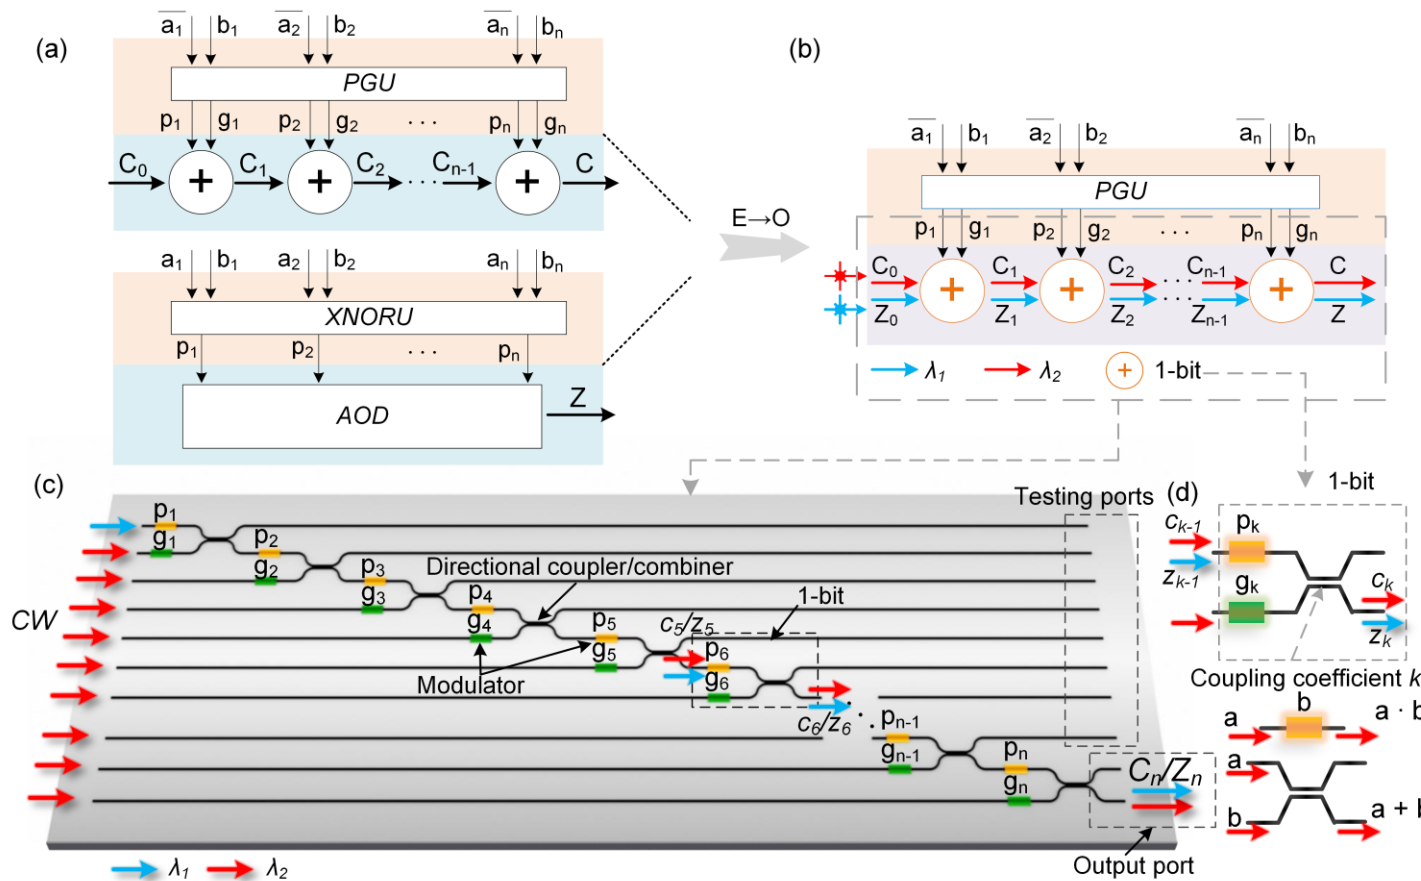 (a)
a̅₁ b₁ a̅₂ b₂ a̅ₙ bₙ
PGU
p₁ g₁ p₂ g₂ · · · pₙ gₙ
C₀ + C₁ + C₂ · · · Cₙ₋₁ + C
a₁ b₁ a₂ b₂ aₙ bₙ
XNORU
p₁ p₂ · · · pₙ
AOD Z
E→O
(b)
a̅₁ b₁ a̅₂ b₂ a̅ₙ bₙ
PGU
p₁ g₁ p₂ g₂ · · · pₙ gₙ
C₀ + C₁ + C₂ · · · Cₙ₋₁ + C
Z₀ Z₁ Z₂ · · · Zₙ₋₁ Z
λ₁ λ₂ + 1-bit
(c)
Testing ports
p₁
g₁
p₂
g₂
p₃
g₃
p₄
g₄
p₅
g₅
p₆
g₆
pₙ₋₁
gₙ₋₁
pₙ
gₙ
Directional coupler/combiner
1-bit
CW
c₅/z₅
Modulator
c₆/z₆
Cₙ/Zₙ
Output port
λ₁ λ₂
(d)
1-bit
cₖ₋₁ pₖ
zₖ₋₁
gₖ cₖ
zₖ
Coupling coefficient k
a b a · b
a
b a + b